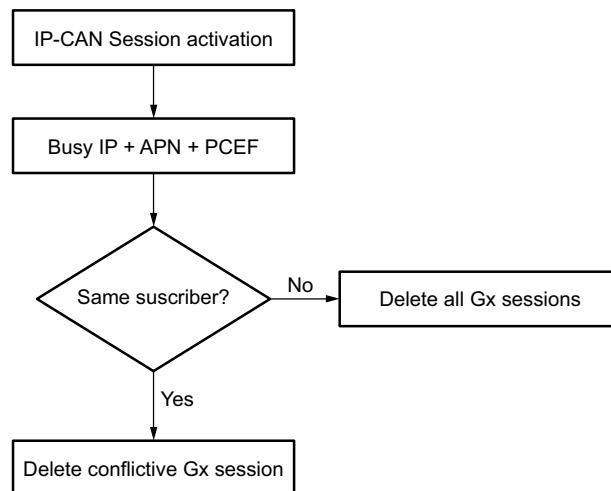 IP-CAN Session activation
Busy IP + APN + PCEF
Same suscriber?
No
Delete all Gx sessions
Yes
Delete conflictive Gx session